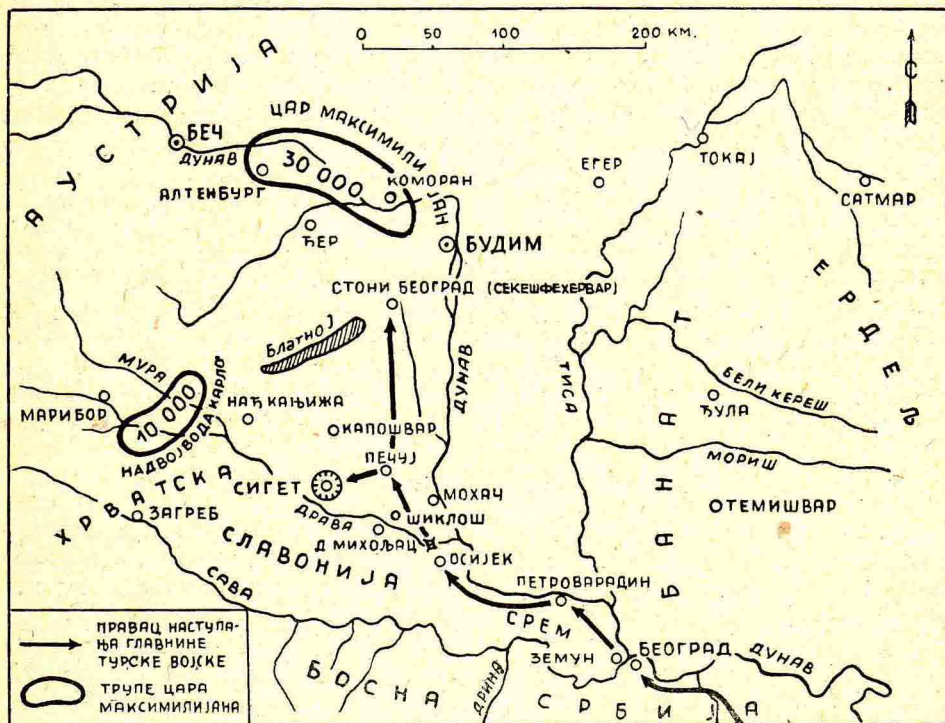 0 50 100 200 КМ.
АУСТРИЈА
С
ЦАР МАКСИМИЛИЈАН
БЕЧ
ДУНАВ
30 000
АЛТЕНБУРГ
КОМОРАН
ЕГЕР
ТОКАЈ
САТМАР
ЂЕР
БУДИМ
ЕРДЕЉ
СТОНИ БЕОГРАД (СЕКЕШФЕХЕРВАР)
БЛАТНОЈ
ДУНАВ
ТИСА
БАНАТ
МУРА
МАРИБОР
10 000
НАДВОЈВОДА КАРЛО
НАЂ КАЊИЖА
БЕЛИ КЕРЕШ
ЂУЛА
КАПОШВАР
ПЕЧУЈ
МОРИШ
ХРВАТСКА
СИГЕТ
МОХАЧ
ТЕМИШВАР
ЗАГРЕБ
ДРАВА
ШИКЛОШ
Д МИХОЉАЦ
СЛАВОНИЈА
ОСИЈЕК
САВА
ПЕТРОВАРАДИН
СРЕМ
ЗЕМУН
БЕОГРАД
ДУНАВ
БОСНА
ДРИНА
СРБИЈА
ПРАВАЦ НАСТУПА-
ЊА ГЛАВНИНЕ
ТУРСКЕ ВОЈСКЕ
ТРУПЕ ЦАРА
МАКСИМИЛИЈАНА